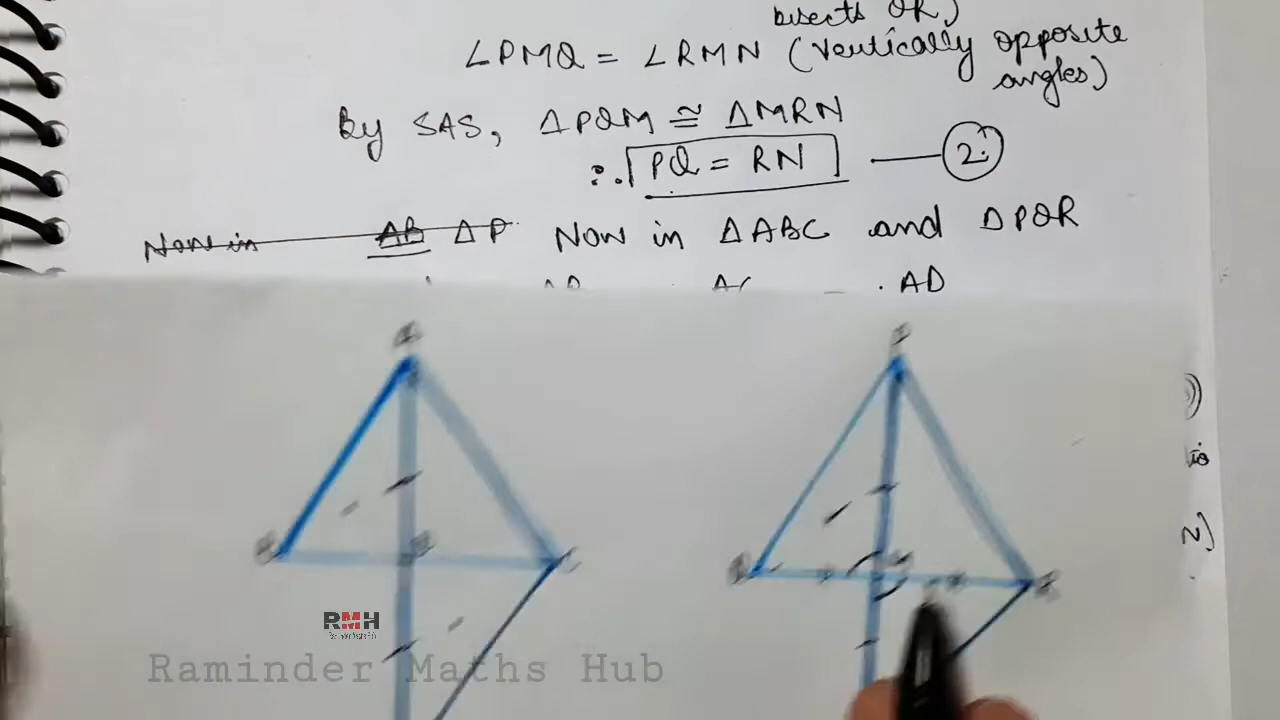 bisects QR)
∠PMQ = ∠RMN (Vertically opposite
angles)
By SAS, ΔPQM ≅ ΔMRN
∴ PQ = RN — 2
Now in AB ΔP Now in ΔABC and ΔPQR
AD
B
C
Q
M
R
RMH
Raminder Maths Hub